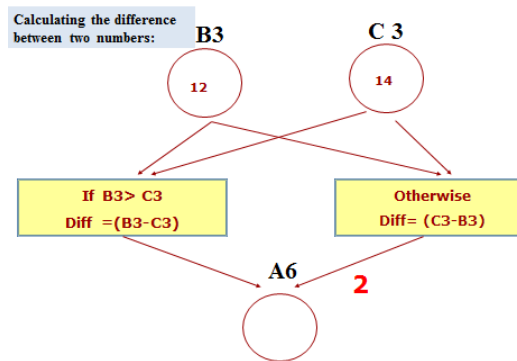 Calculating the difference
between two numbers:
B3
C 3
12
14
If B3> C3
Diff =(B3-C3)
Otherwise
Diff= (C3-B3)
A6
2